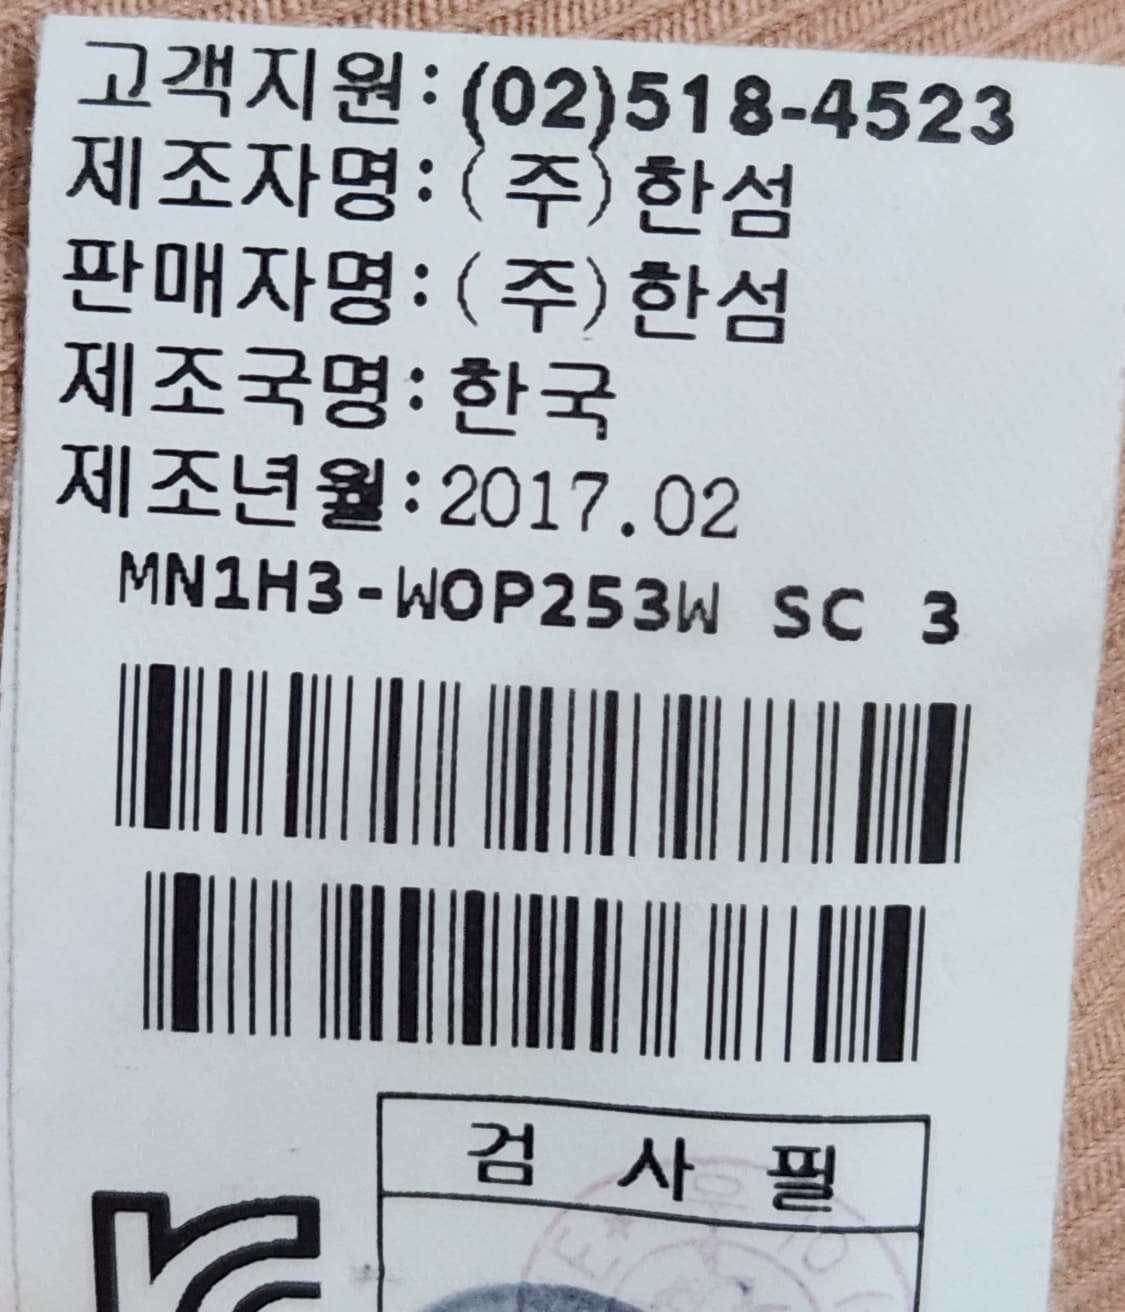 고객지원:(02)518-4523
제조자명:(주)한섬
판매자명:(주)한섬
제조국명:한국
제조년월:2017.02
MN1H3-WOP253W SC 3
검 사 필